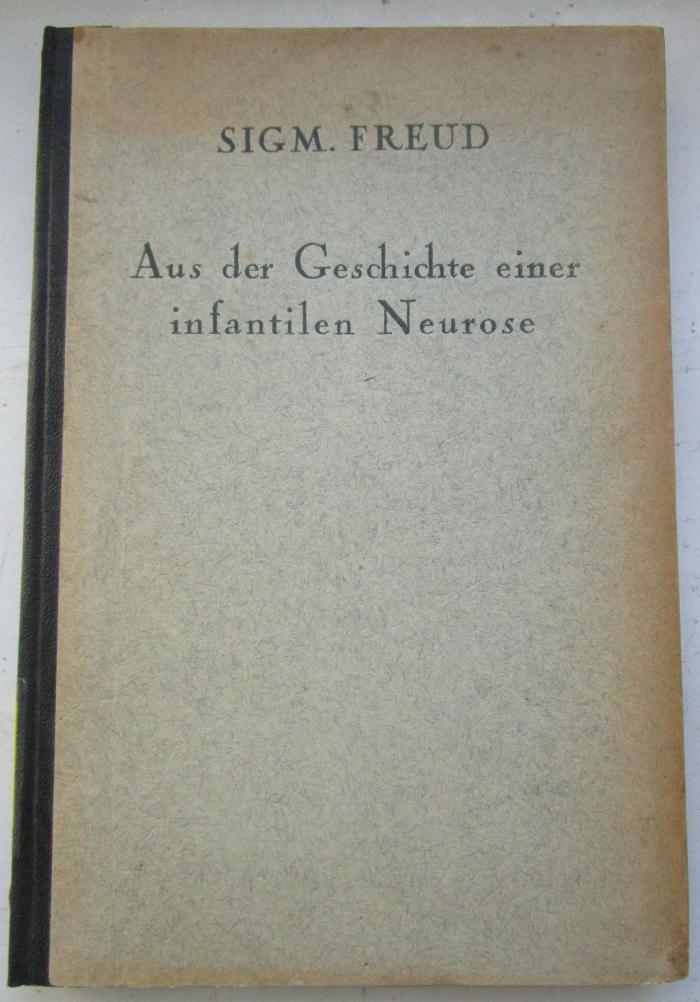 SIGM. FREUD
Aus der Geschichte einer
infantilen Neurose